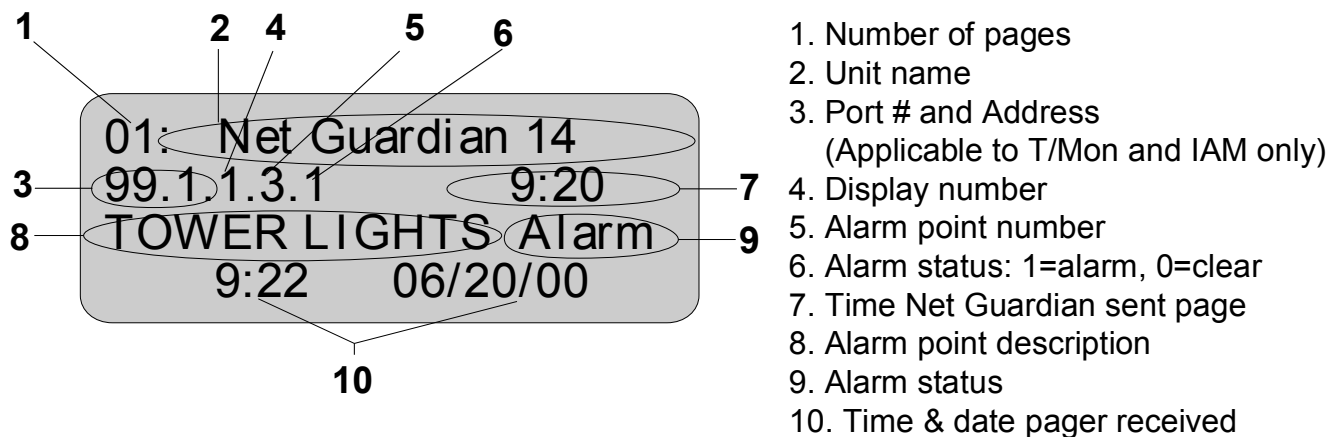 1 2 4 5 6
01: Net Guardian 14
3 99.1.1.3.1 9:20 7
8 TOWER LIGHTS Alarm 9
9:22 06/20/00
10
1. Number of pages
2. Unit name
3. Port # and Address
(Applicable to T/Mon and IAM only)
4. Display number
5. Alarm point number
6. Alarm status: 1=alarm, 0=clear
7. Time Net Guardian sent page
8. Alarm point description
9. Alarm status
10. Time & date pager received